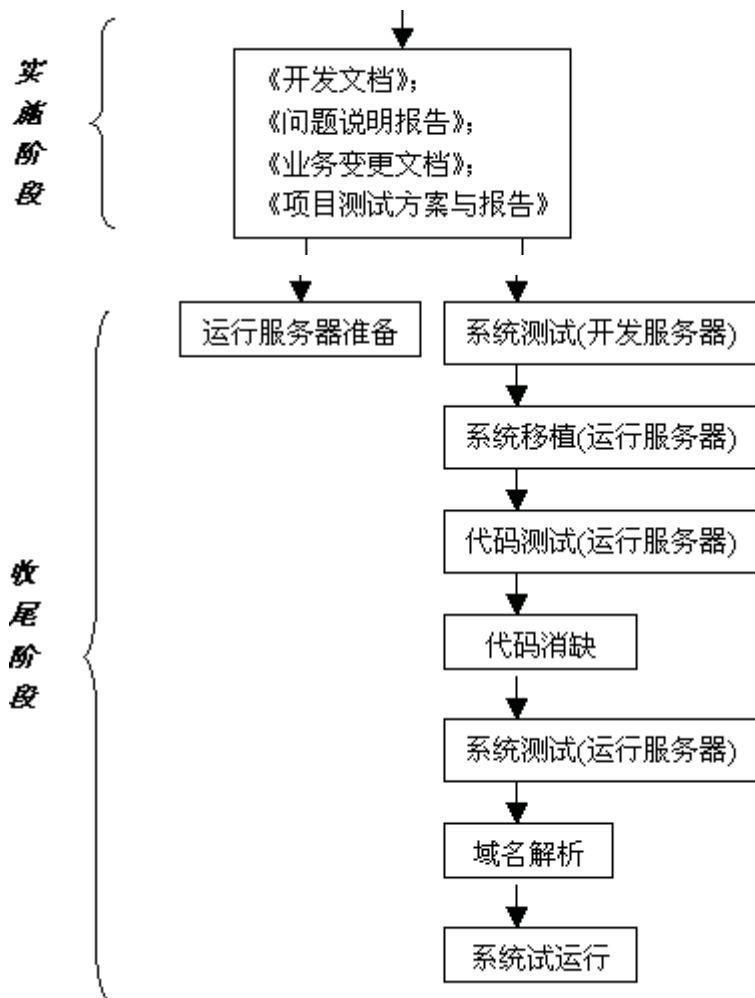 实施阶段
《开发文档》;
《问题说明报告》;
《业务变更文档》;
《项目测试方案与报告》
收尾阶段
运行服务器准备
系统测试(开发服务器)
系统移植(运行服务器)
代码测试(运行服务器)
代码消缺
系统测试(运行服务器)
域名解析
系统试运行